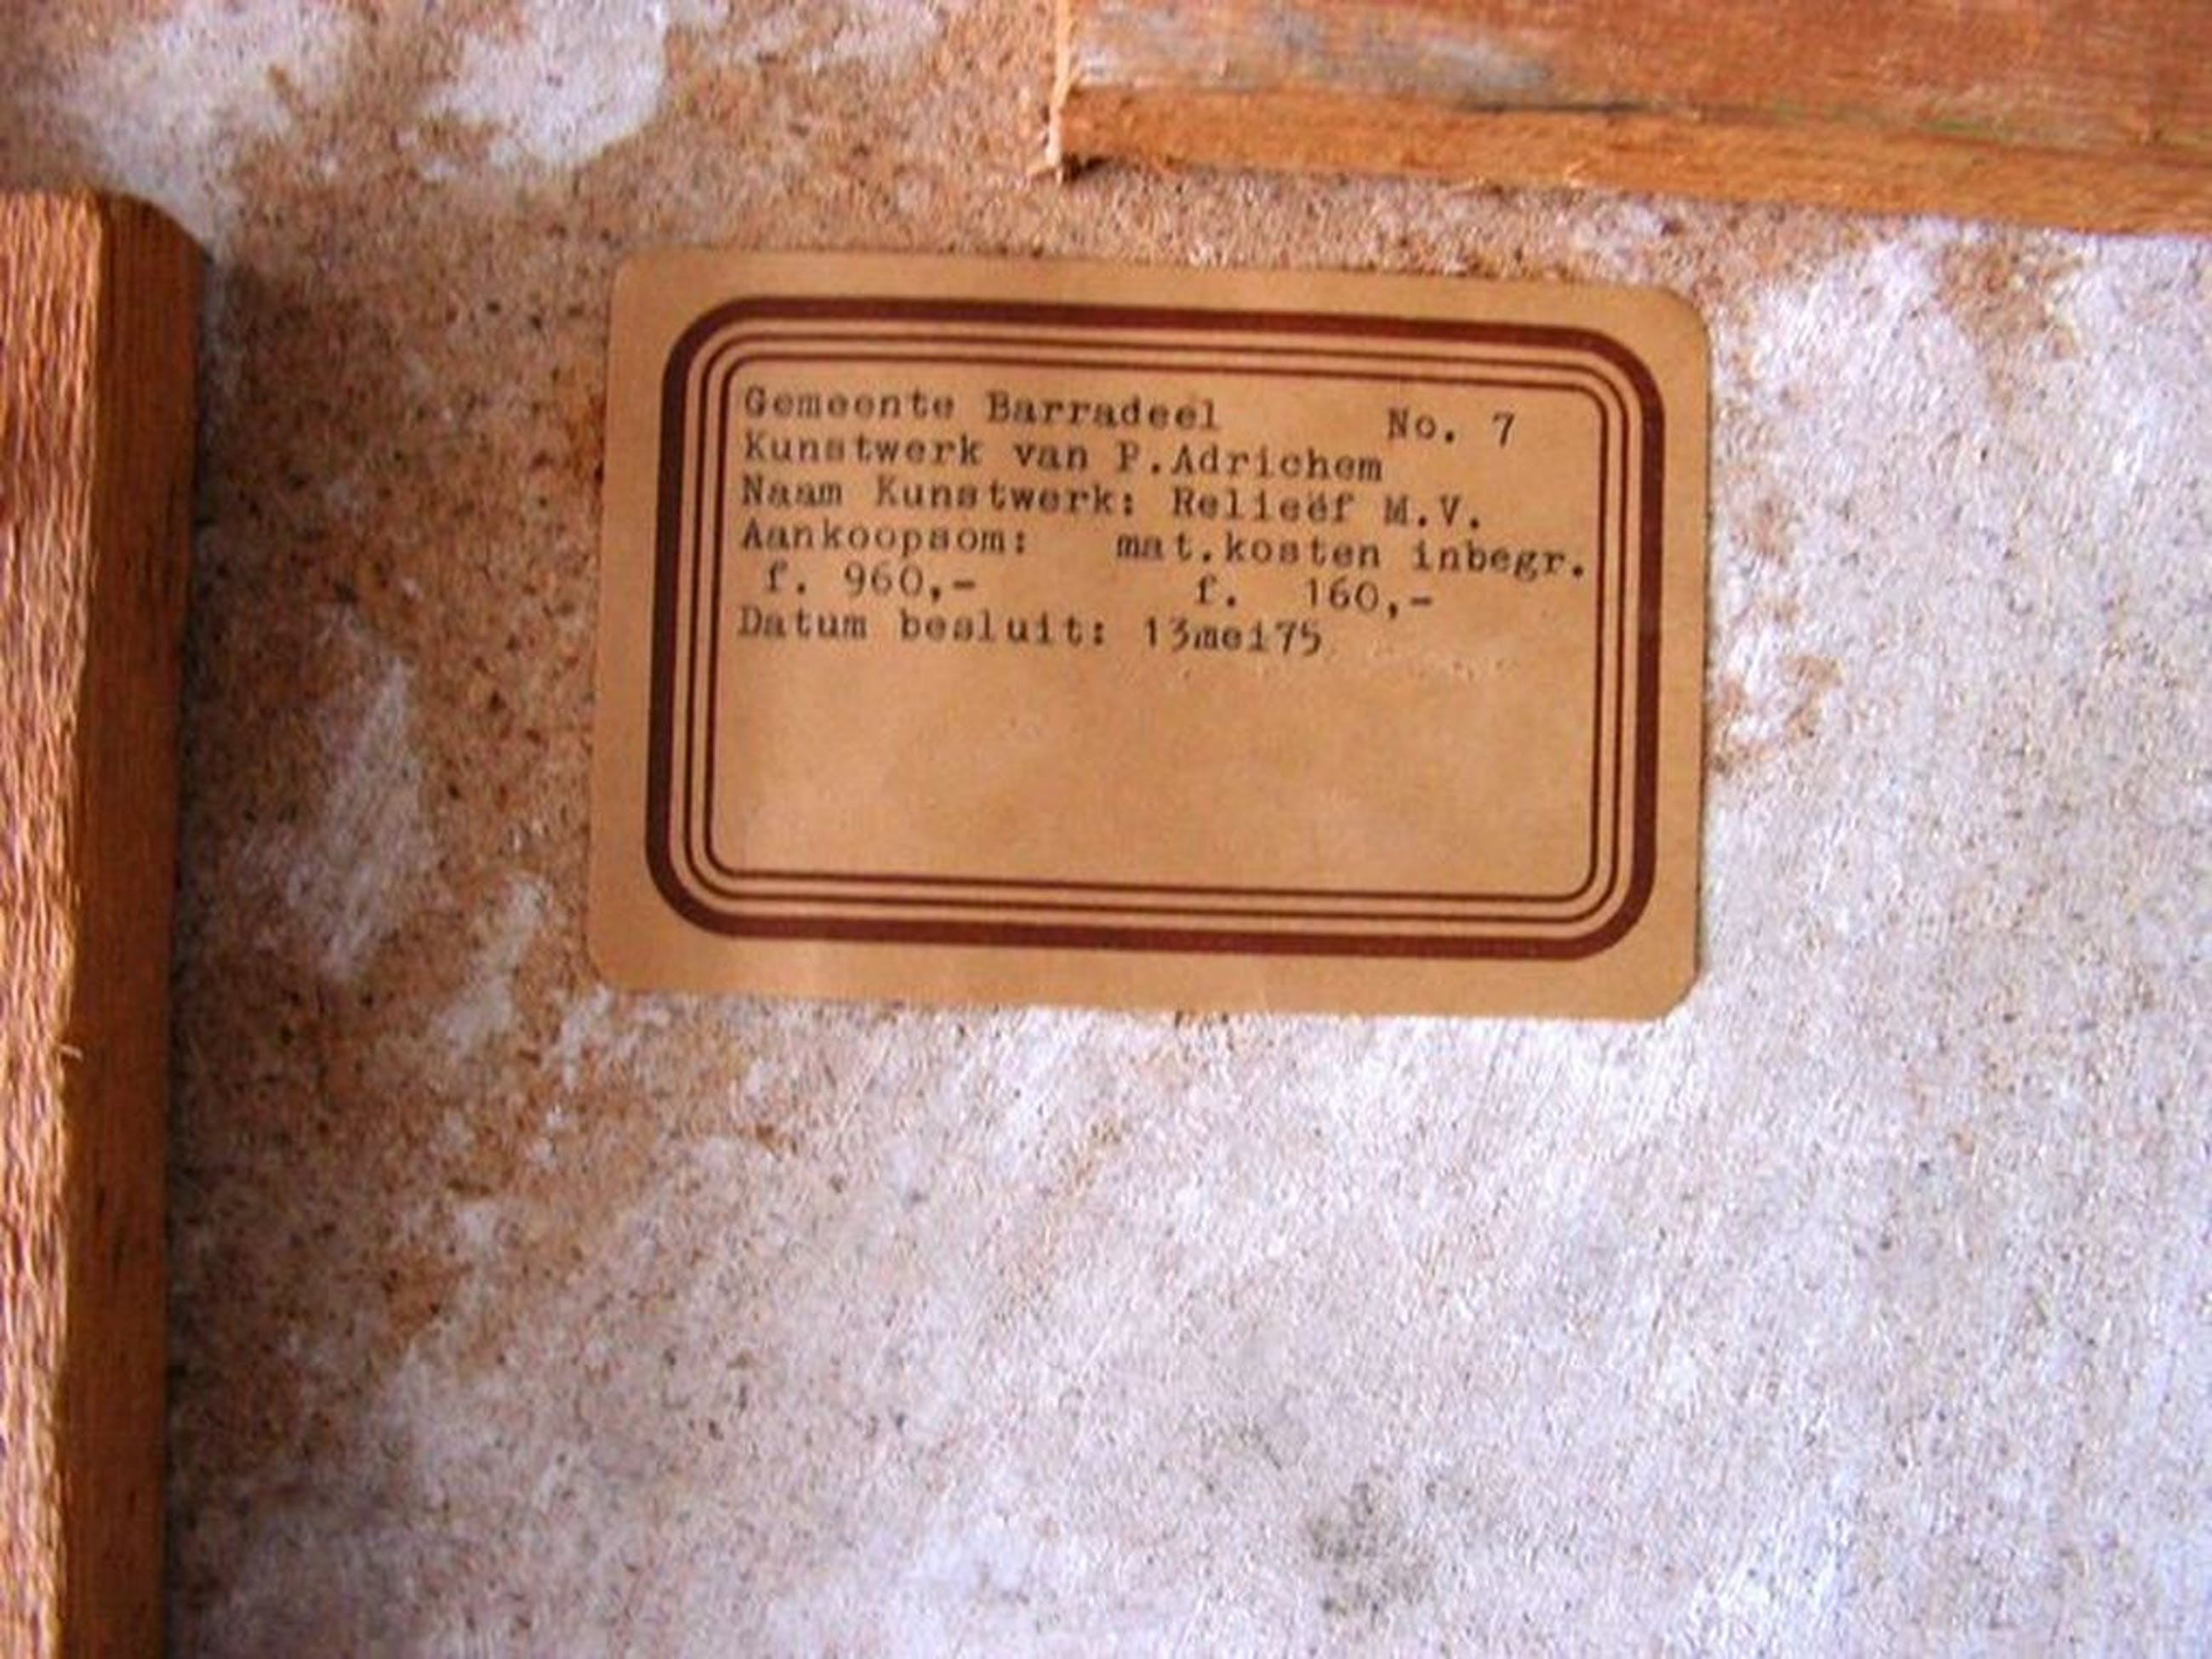 Gemeente Barradeel No. 7
Kunstwerk van P.Adrichem
Naam Kunstwerk: Relieëf M.V.
Aankoopsom: mat.kosten inbegr.
f. 960,- f. 160,-
Datum besluit: 13mei75